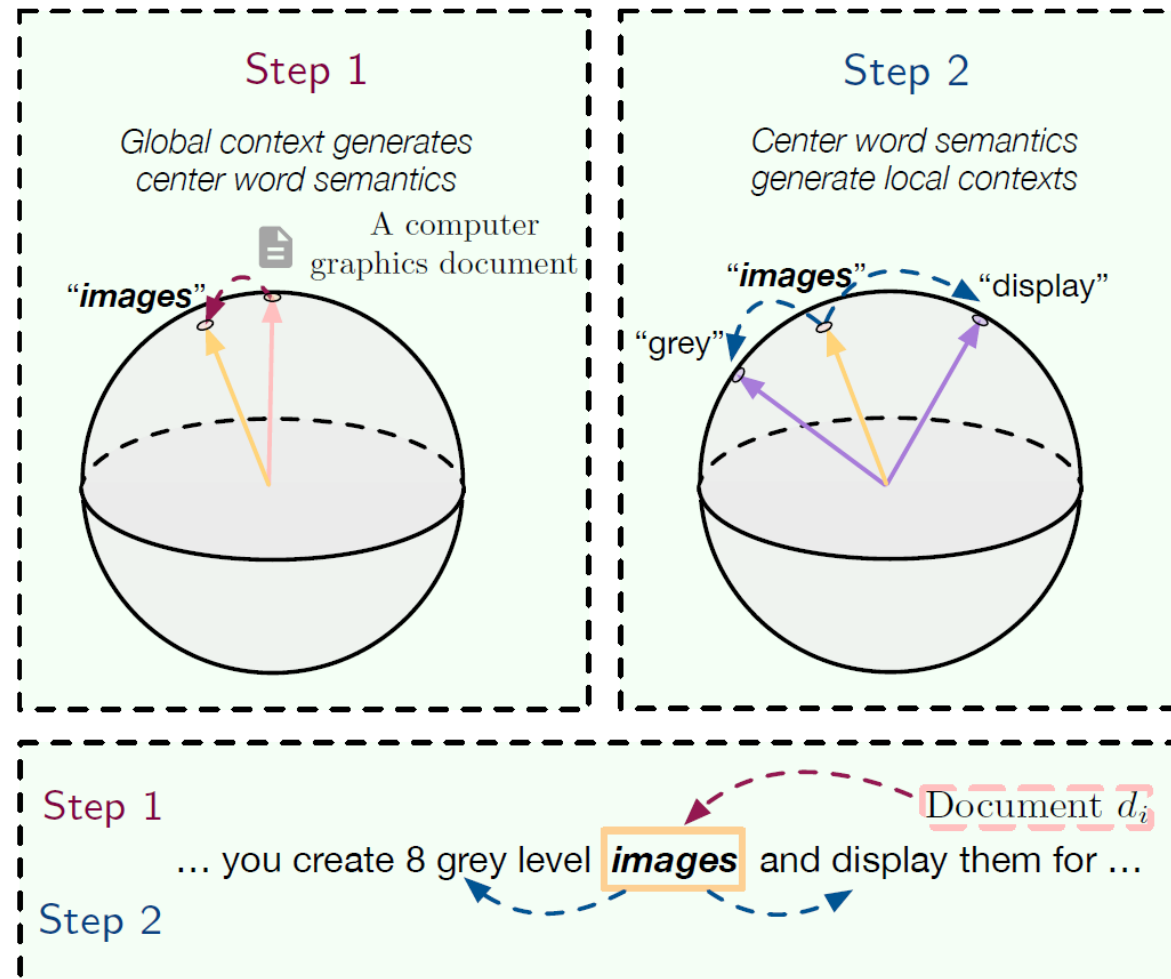 Step 1
Global context generates
center word semantics
A computer
graphics document
“images”
Step 2
Center word semantics
generate local contexts
“images”
“display”
“grey”
Step 1
Document d_i
... you create 8 grey level images and display them for ...
Step 2